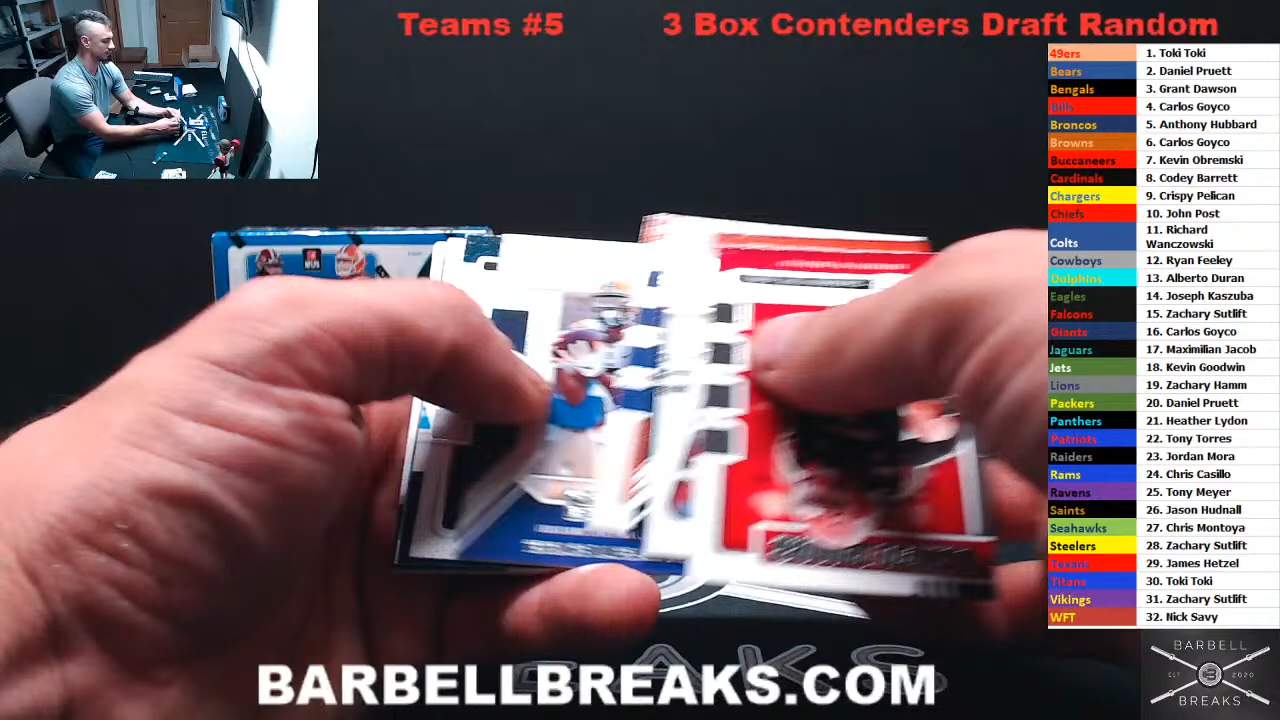 Teams #5 3 Box Contenders Draft Random
49ers 1. Toki Toki
Bears 2. Daniel Pruett
Bengals 3. Grant Dawson
Bills 4. Carlos Goyco
Broncos 5. Anthony Hubbard
Browns 6. Carlos Goyco
Buccaneers 7. Kevin Obremski
Cardinals 8. Codey Barrett
Chargers 9. Crispy Pelican
Chiefs 10. John Post
Colts 11. Richard
Wanczowski
Cowboys 12. Ryan Feeley
Dolphins 13. Alberto Duran
Eagles 14. Joseph Kaszuba
Falcons 15. Zachary Sutlift
Giants 16. Carlos Goyco
Jaguars 17. Maximilian Jacob
Jets 18. Kevin Goodwin
Lions 19. Zachary Hamm
Packers 20. Daniel Pruett
Panthers 21. Heather Lydon
Patriots 22. Tony Torres
Raiders 23. Jordan Mora
Rams 24. Chris Casillo
Ravens 25. Tony Meyer
Saints 26. Jason Hudnall
Seahawks 27. Chris Montoya
Steelers 28. Zachary Sutlift
Texans 29. James Hetzel
Titans 30. Toki Toki
Vikings 31. Zachary Sutlift
WFT 32. Nick Savy
BARBELL
EST 2020
BREAKS
EAKS.
BARBELLBREAKS.COM